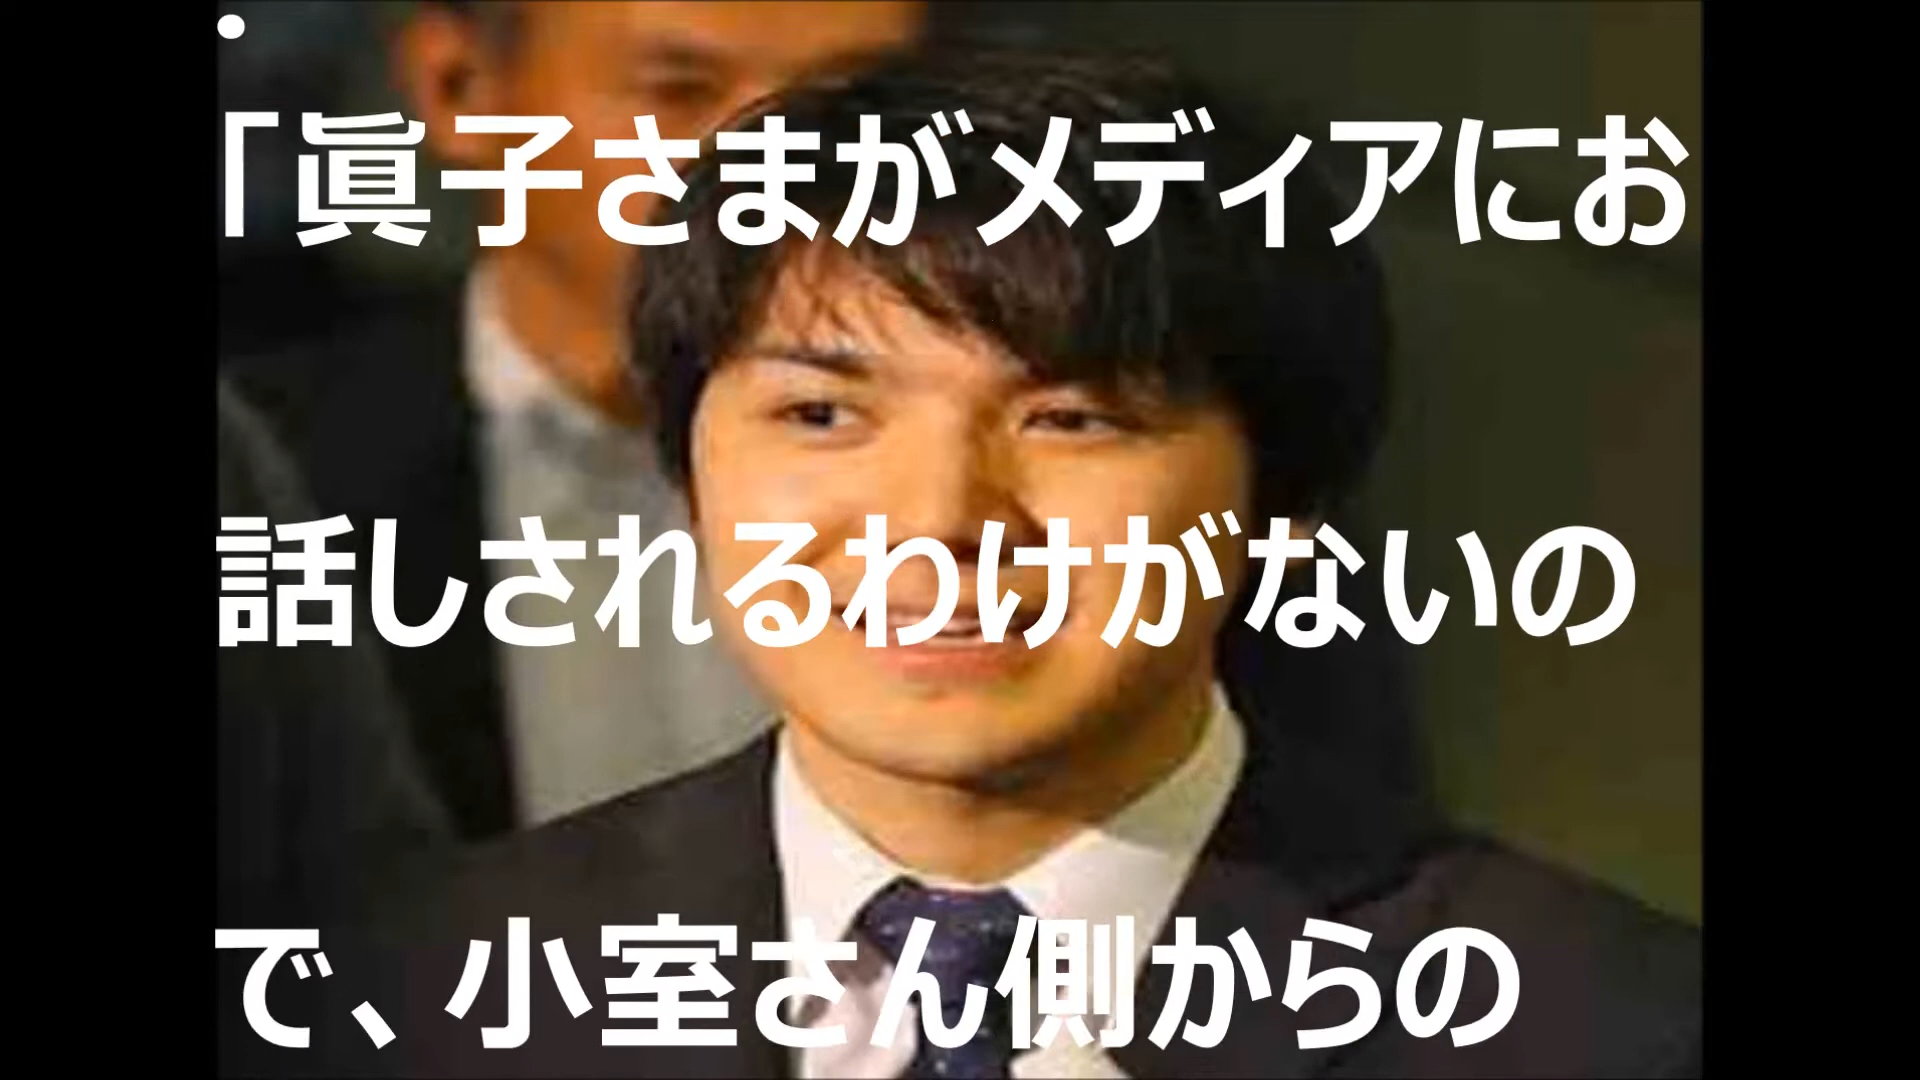 ・
「眞子さまがメディアにお
話しされるわけがないの
で、小室さん側からの